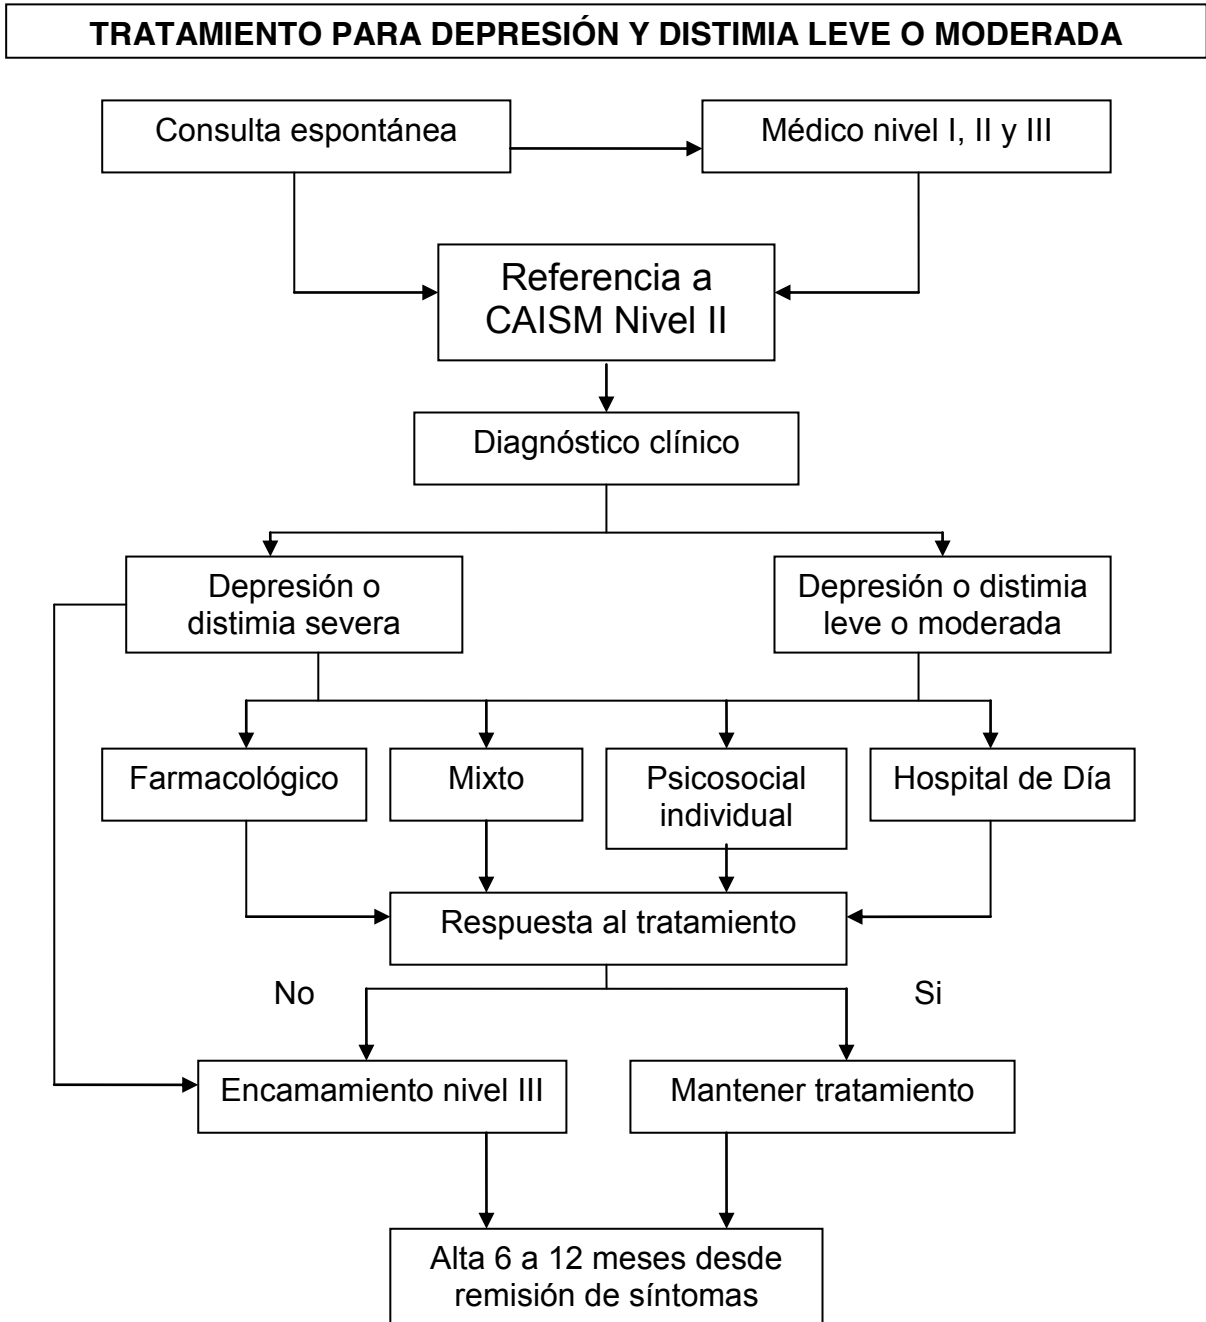 TRATAMIENTO PARA DEPRESIÓN Y DISTIMIA LEVE O MODERADA
Consulta espontánea
Médico nivel I, II y III
Referencia a
CAISM Nivel II
Diagnóstico clínico
Depresión o
distimia severa
Depresión o distimia
leve o moderada
Farmacológico
Mixto
Psicosocial
individual
Hospital de Día
Respuesta al tratamiento
No
Si
Encamamiento nivel III
Mantener tratamiento
Alta 6 a 12 meses desde
remisión de síntomas